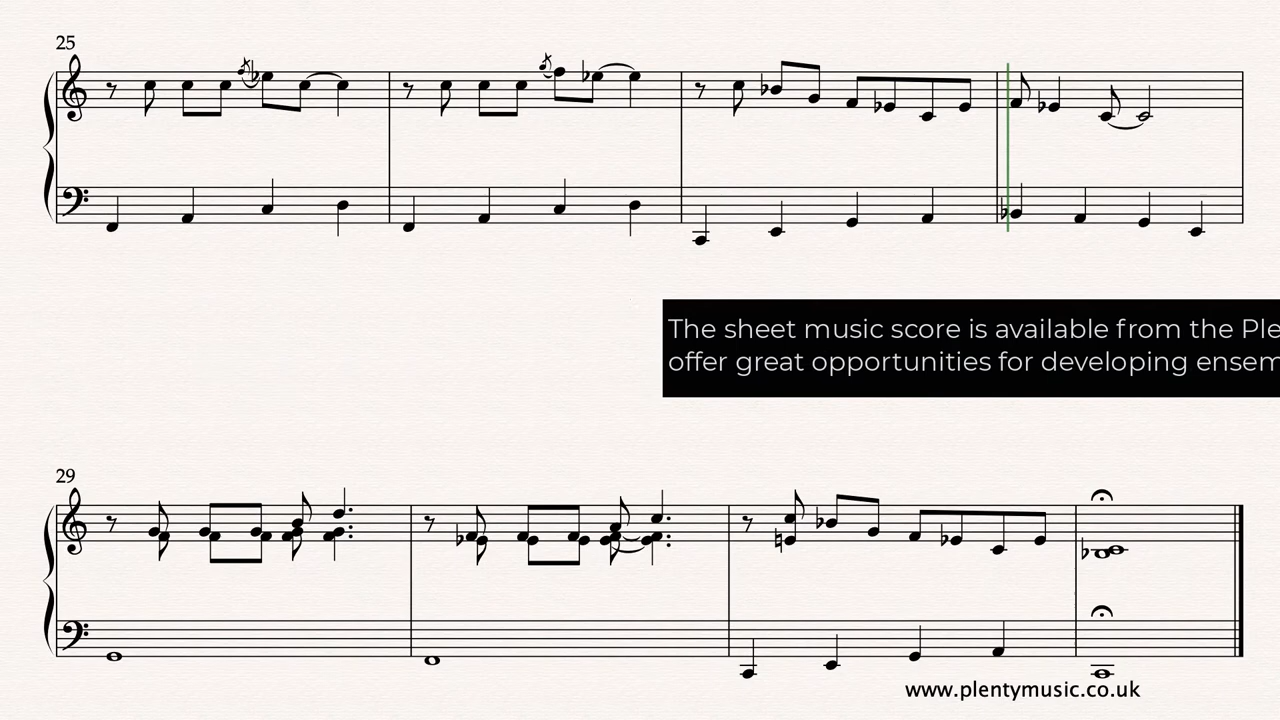 25
The sheet music score is available from the Ple
offer great opportunities for developing ensem
29
www.plentymusic.co.uk